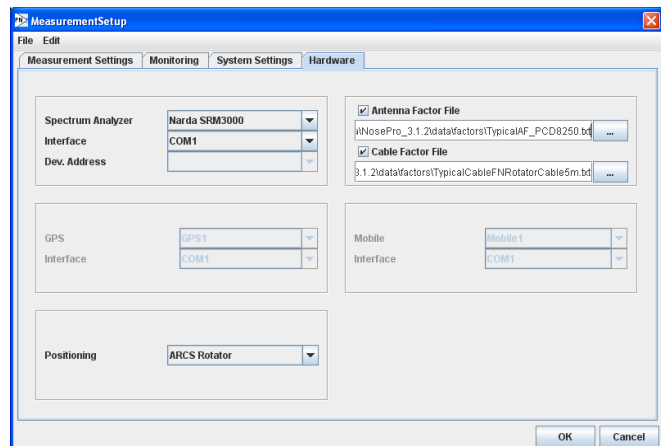 MeasurementSetup
File Edit
Measurement Settings Monitoring System Settings Hardware
Spectrum Analyzer Narda SRM3000
Interface COM1
Dev. Address
Antenna Factor File
\NosePro_3.1.2\data\factors\TypicalAF_PCD8250.txt ...
Cable Factor File
3.1.2\data\factors\TypicalCableFNRotatorCable5m.txt ...
GPS GPS1
Interface COM1
Mobile Mobile1
Interface COM1
Positioning ARCS Rotator
OK Cancel